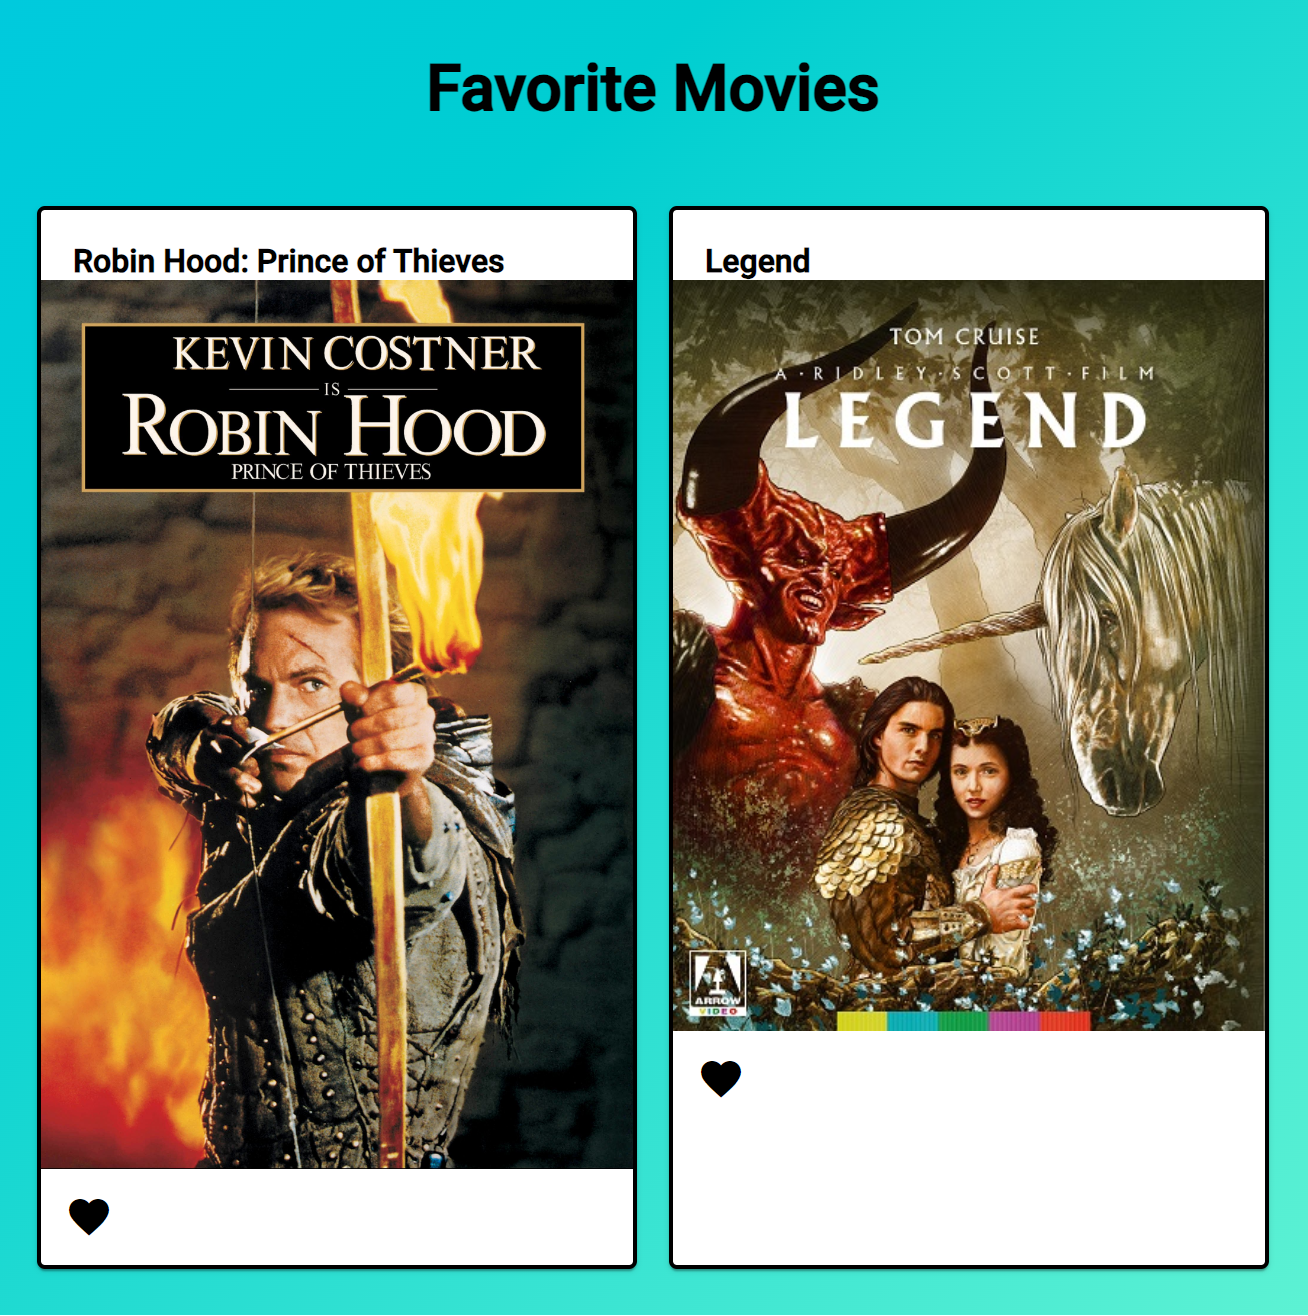 Favorite Movies
Robin Hood: Prince of Thieves
KEVIN COSTNER
IS
ROBIN HOOD
PRINCE OF THIEVES
Legend
TOM CRUISE
A·RIDLEY·SCOTT·FILM
LEGEND
ARROW
VIDEO